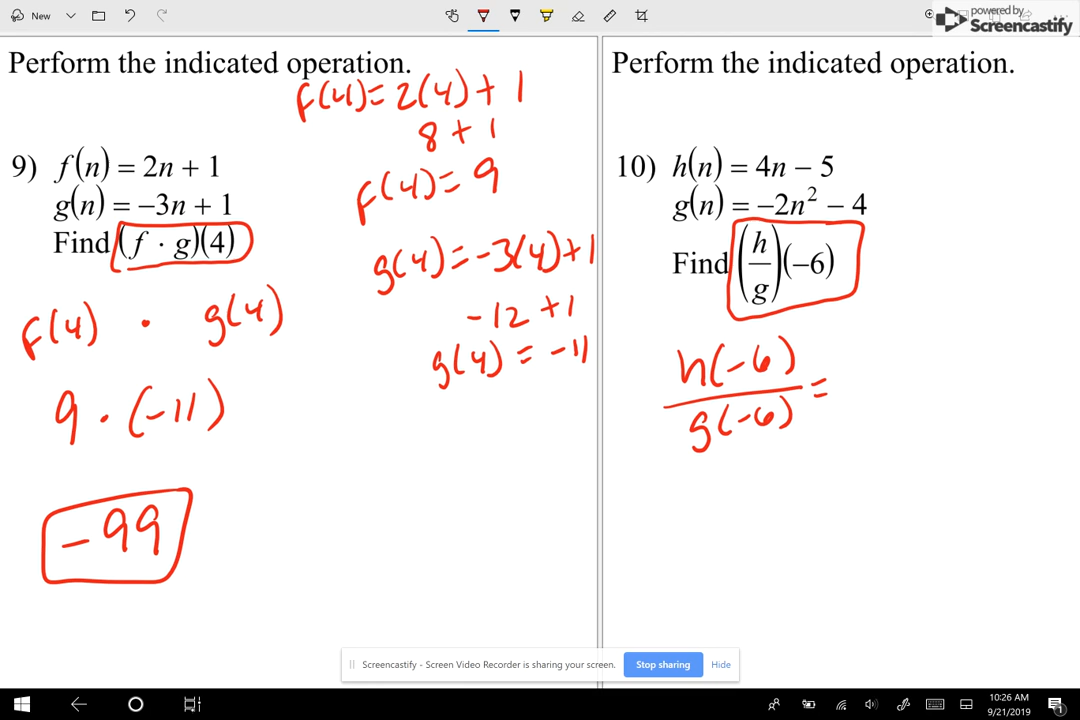 New
powered by
Screencastify
Perform the indicated operation.
f(4) = 2(4) + 1
8 + 1
9) f(n) = 2n + 1
g(n) = −3n + 1
Find (f · g)(4)
f(4) = 9
g(4) = -3(4) + 1
-12 + 1
g(4) = -11
f(4) · g(4)
9 · (-11)
-99
Perform the indicated operation.
10) h(n) = 4n − 5
g(n) = −2n² − 4
Find (h/g)(−6)
h(-6)
g(-6) =
Screencastify - Screen Video Recorder is sharing your screen.
Stop sharing
Hide
10:26 AM
9/21/2019
1